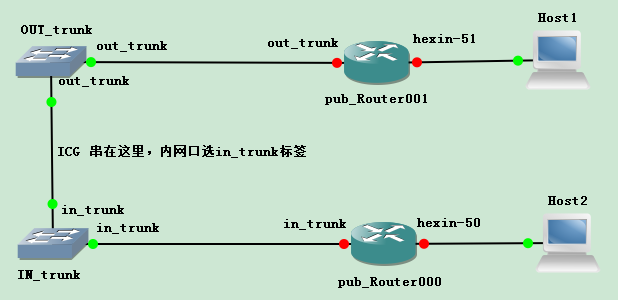 Host1
OUT_trunk
out_trunk
out_trunk
hexin-51
out_trunk
pub_Router001
ICG 串在这里，内网口选in_trunk标签
Host2
in_trunk
in_trunk
in_trunk
hexin-50
IN_trunk
pub_Router000